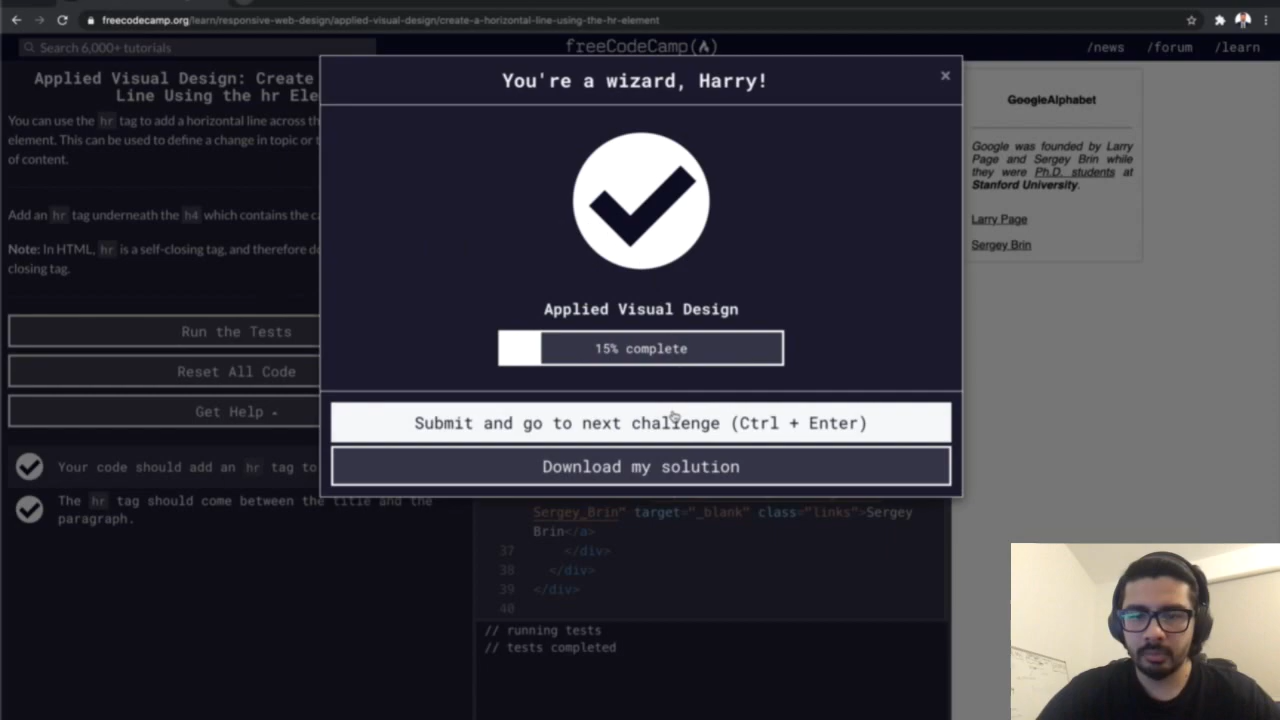 freecodecamp.org/learn/responsive-web-design/applied-visual-design/create-a-horizontal-line-using-the-hr-element
Search 6,000+ tutorials
freeCodeCamp
/news
/forum
/learn
Applied Visual Design: Create
Line Using the hr Ele
You can use the hr tag to add a horizontal line across th
element. This can be used to define a change in topic or t
of content.
Add an hr tag underneath the h4 which contains the ca
Note: In HTML, hr is a self-closing tag, and therefore do
closing tag.
Run the Tests
Reset All Code
Get Help
Your code should add an hr tag to
The hr tag should come between the title and the
paragraph.
You're a wizard, Harry!
×
Applied Visual Design
15% complete
Submit and go to next challenge (Ctrl + Enter)
Download my solution
Sergey_Brin" target="_blank" class="links">Sergey
Brin</a>
37 </div>
38 </div>
39 </div>
40
// running tests
// tests completed
GoogleAlphabet
Google was founded by Larry
Page and Sergey Brin while
they were Ph.D. students at
Stanford University.
Larry Page
Sergey Brin